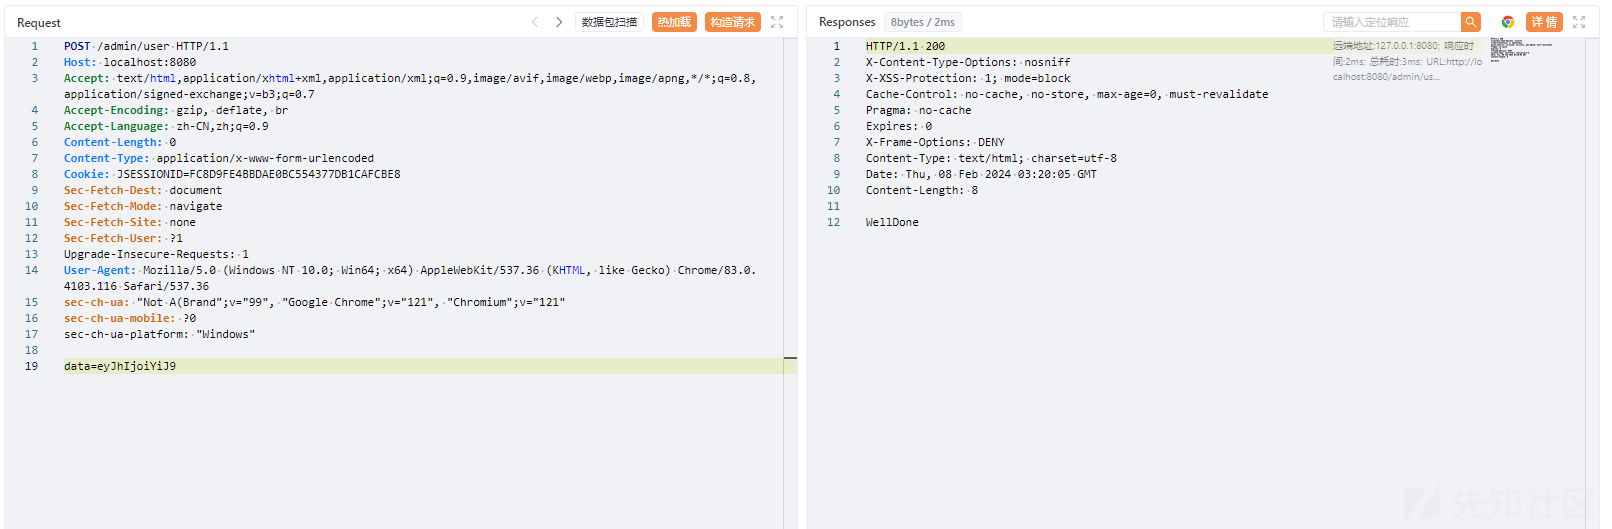 Request
数据包扫描
热加载
构造请求
1 POST /admin/user HTTP/1.1
2 Host: localhost:8080
3 Accept: text/html,application/xhtml+xml,application/xml;q=0.9,image/avif,image/webp,image/apng,*/*;q=0.8,
application/signed-exchange;v=b3;q=0.7
4 Accept-Encoding: gzip, deflate, br
5 Accept-Language: zh-CN,zh;q=0.9
6 Content-Length: 0
7 Content-Type: application/x-www-form-urlencoded
8 Cookie: JSESSIONID=FC8D9FE4BBDAE0BC554377DB1CAFCBE8
9 Sec-Fetch-Dest: document
10 Sec-Fetch-Mode: navigate
11 Sec-Fetch-Site: none
12 Sec-Fetch-User: ?1
13 Upgrade-Insecure-Requests: 1
14 User-Agent: Mozilla/5.0 (Windows NT 10.0; Win64; x64) AppleWebKit/537.36 (KHTML, like Gecko) Chrome/83.0.
4103.116 Safari/537.36
15 sec-ch-ua: "Not A(Brand";v="99", "Google Chrome";v="121", "Chromium";v="121"
16 sec-ch-ua-mobile: ?0
17 sec-ch-ua-platform: "Windows"
18
19 data=eyJhIjoiYiJ9
Responses
8bytes / 2ms
请输入定位响应
详情
1 HTTP/1.1 200
2 X-Content-Type-Options: nosniff
3 X-XSS-Protection: 1; mode=block
4 Cache-Control: no-cache, no-store, max-age=0, must-revalidate
5 Pragma: no-cache
6 Expires: 0
7 X-Frame-Options: DENY
8 Content-Type: text/html; charset=utf-8
9 Date: Thu, 08 Feb 2024 03:20:05 GMT
10 Content-Length: 8
11
12 WellDone
远端地址:127.0.0.1:8080; 响应时
间:2ms; 总耗时:3ms; URL:http://lo
calhost:8080/admin/us...
先知社区